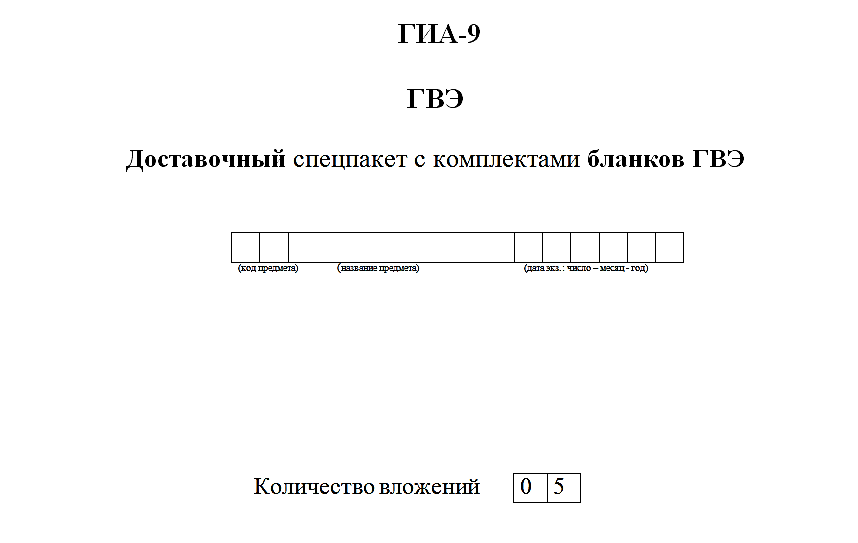 ГИА-9
ГВЭ
Доставочный спецпакет с комплектами бланков ГВЭ
(код предмета) (название предмета) (дата экз. : число – месяц - год)
Количество вложений 0 5